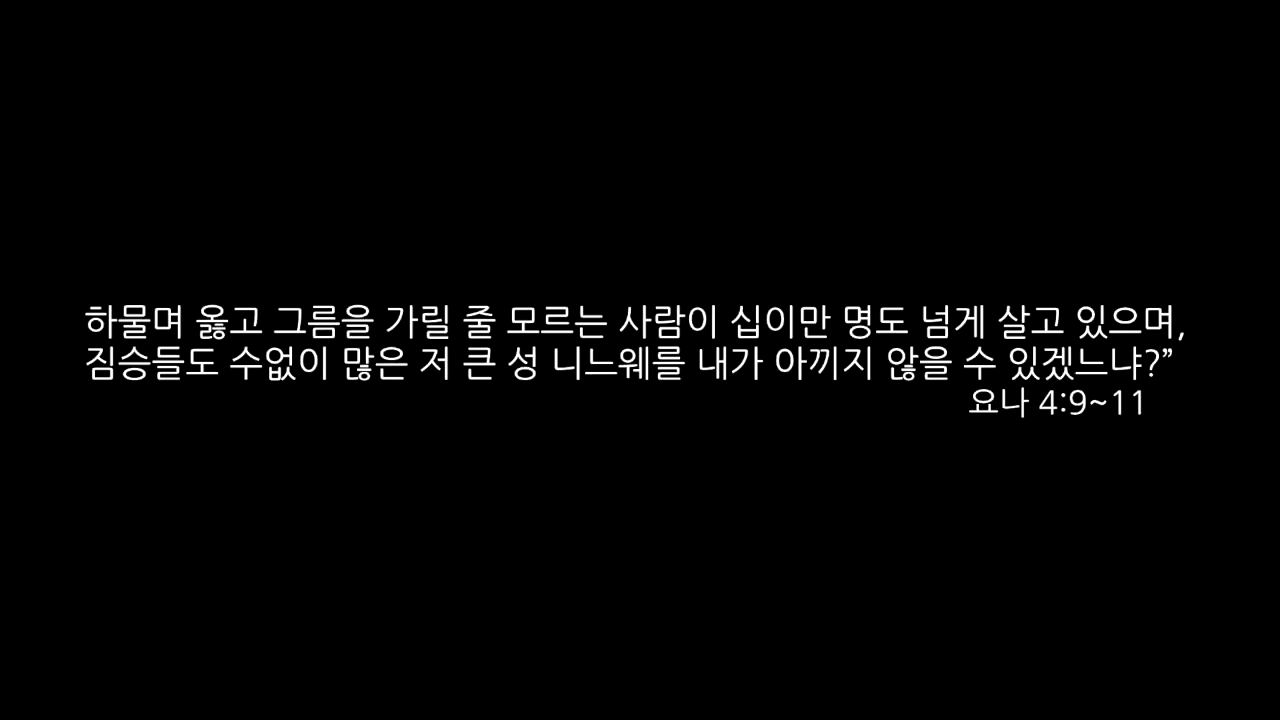 하물며 옳고 그름을 가릴 줄 모르는 사람이 십이만 명도 넘게 살고 있으며,
짐승들도 수없이 많은 저 큰 성 니느웨를 내가 아끼지 않을 수 있겠느냐?”
요나 4:9~11